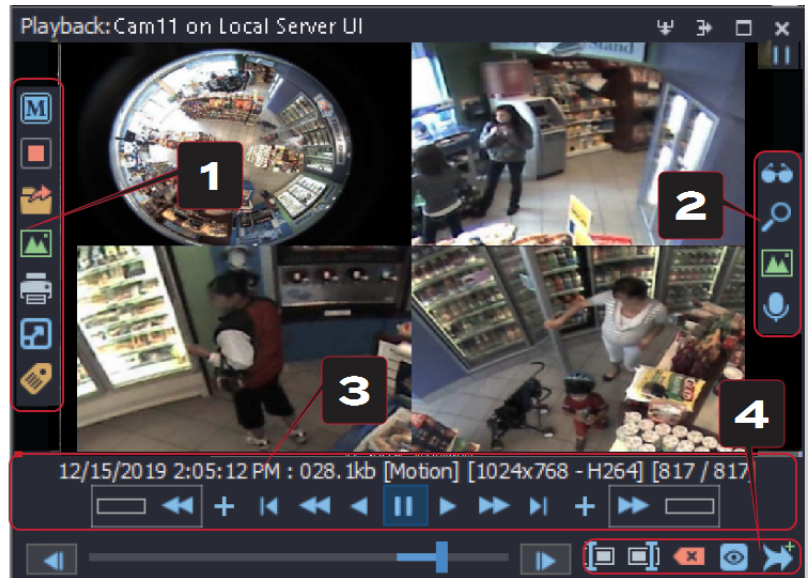 Playback: Cam11 on Local Server UI
M
Stand
1
2
3
4
12/15/2019 2:05:12 PM : 028.1kb [Motion] [1024x768 - H264] [817 / 817]